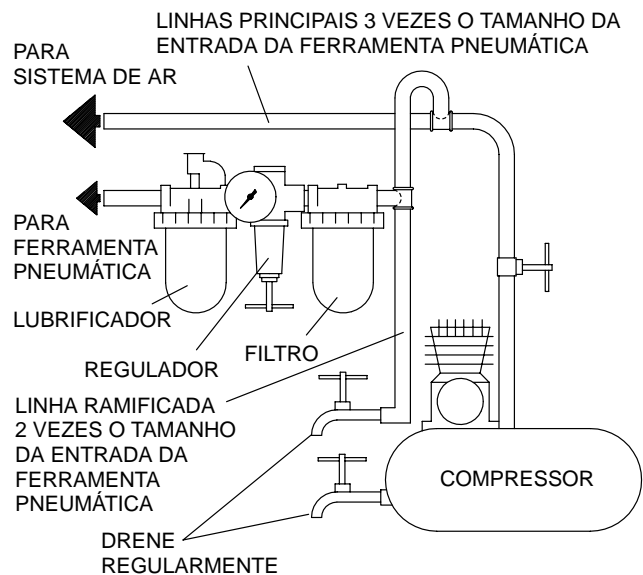 LINHAS PRINCIPAIS 3 VEZES O TAMANHO DA
ENTRADA DA FERRAMENTA PNEUMÁTICA
PARA
SISTEMA DE AR
PARA
FERRAMENTA
PNEUMÁTICA
LUBRIFICADOR
REGULADOR
FILTRO
LINHA RAMIFICADA
2 VEZES O TAMANHO
DA ENTRADA DA
FERRAMENTA
PNEUMÁTICA
COMPRESSOR
DRENE
REGULARMENTE